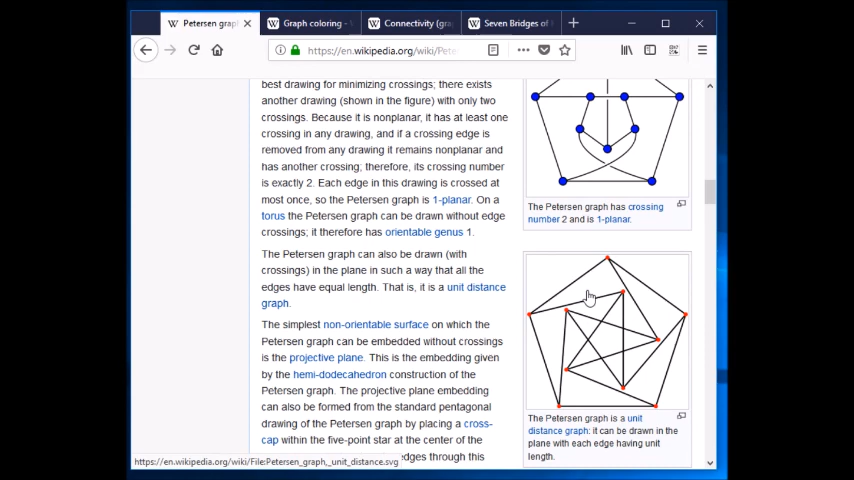 Petersen grap
Graph coloring -
Connectivity (gra
Seven Bridges of
https://en.wikipedia.org/wiki/Pete
best drawing for minimizing crossings; there exists
another drawing (shown in the figure) with only two
crossings. Because it is nonplanar, it has at least one
crossing in any drawing, and if a crossing edge is
removed from any drawing it remains nonplanar and
has another crossing; therefore, its crossing number
is exactly 2. Each edge in this drawing is crossed at
most once, so the Petersen graph is 1-planar. On a
torus the Petersen graph can be drawn without edge
crossings; it therefore has orientable genus 1.
The Petersen graph can also be drawn (with
crossings) in the plane in such a way that all the
edges have equal length. That is, it is a unit distance
graph.
The simplest non-orientable surface on which the
Petersen graph can be embedded without crossings
is the projective plane. This is the embedding given
by the hemi-dodecahedron construction of the
Petersen graph. The projective plane embedding
can also be formed from the standard pentagonal
drawing of the Petersen graph by placing a cross-
cap within the five-point star at the center of the
edges through this
The Petersen graph has crossing
number 2 and is 1-planar.
The Petersen graph is a unit
distance graph: it can be drawn in the
plane with each edge having unit
length.
https://en.wikipedia.org/wiki/File:Petersen_graph,_unit_distance.svg